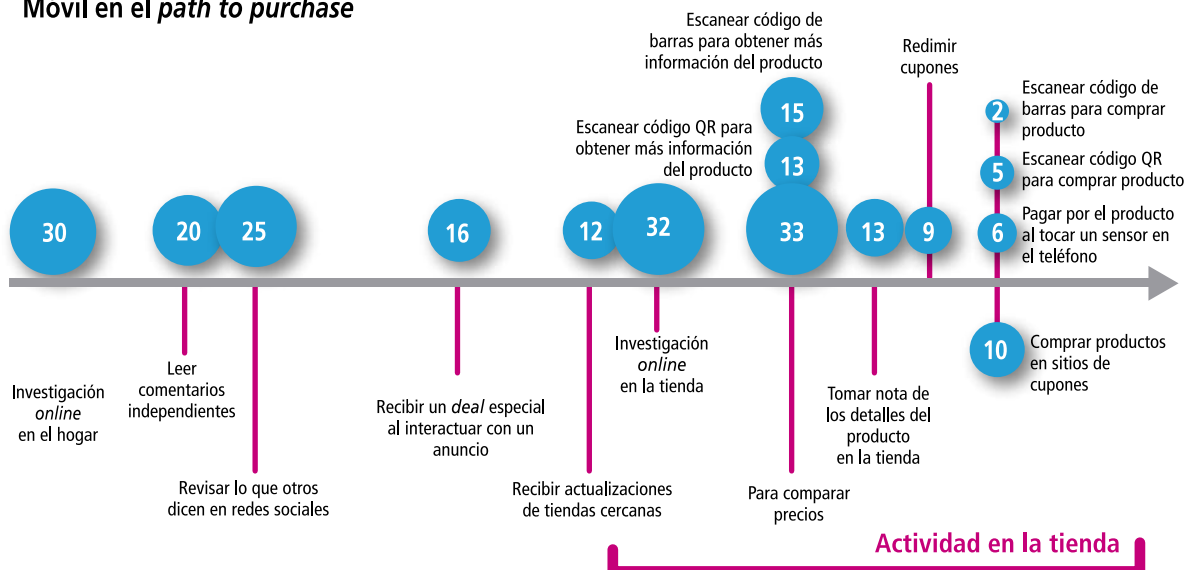 Móvil en el path to purchase
Escanear código de
barras para obtener más
información del producto
15
Escanear código QR para
obtener más información
del producto
13
Redimir
cupones
2
Escanear código de
barras para comprar
producto
5
Escanear código QR
para comprar producto
6
Pagar por el producto
al tocar un sensor en
el teléfono
30
20
25
16
12
32
33
13
9
10
Comprar productos
en sitios de
cupones
Investigación
online
en el hogar
Leer
comentarios
independientes
Revisar lo que otros
dicen en redes sociales
Recibir un deal especial
al interactuar con un
anuncio
Recibir actualizaciones
de tiendas cercanas
Investigación
online
en la tienda
Para comparar
precios
Tomar nota de
los detalles del
producto
en la tienda
Actividad en la tienda